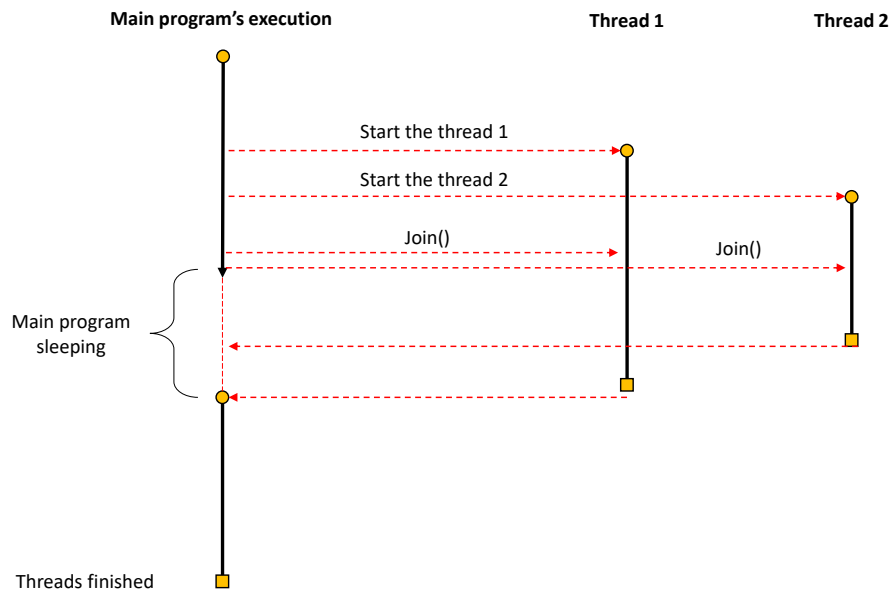 Main program’s execution
Thread 1
Thread 2
Start the thread 1
Start the thread 2
Join()
Join()
Main program
sleeping
Threads finished